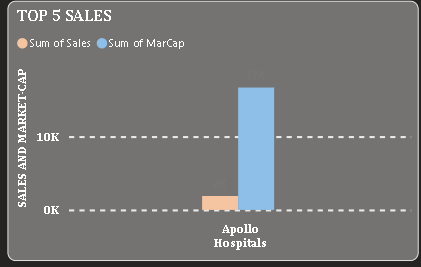 TOP 5 SALES
Sum of Sales Sum of MarCap
SALES AND MARKET-CAP
10K
0K
Apollo
Hospitals